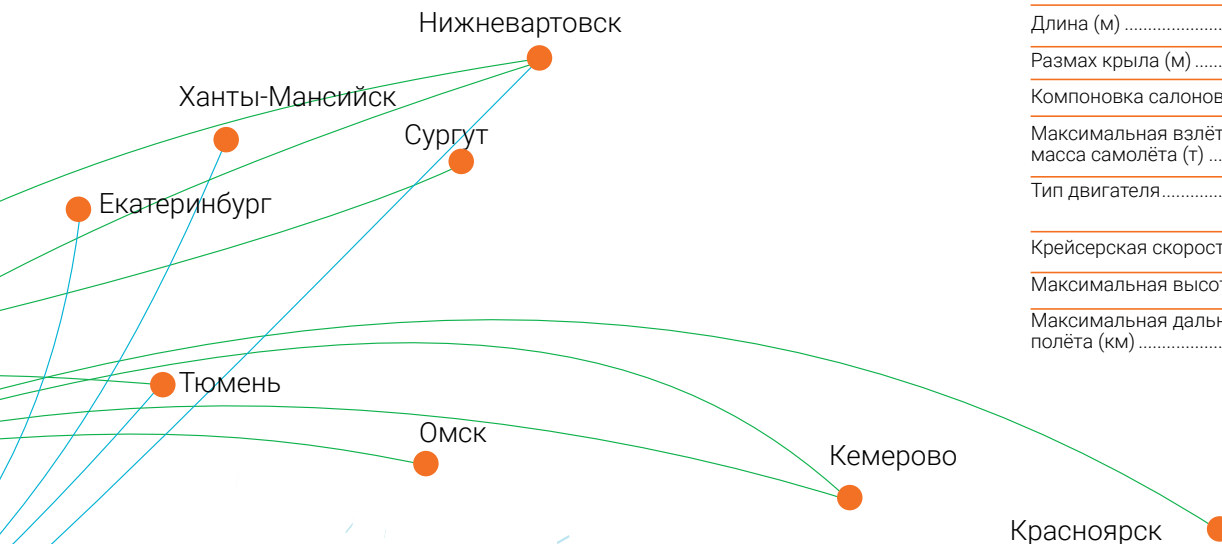 Нижневартовск
Ханты-Мансийск
Сургут
Екатеринбург
Тюмень
Омск
Кемерово
Красноярск
Длина (м)
Размах крыла (м)
Компоновка салонов
Максимальная взлёт
масса самолёта (т)
Тип двигателя
Крейсерская скорост
Максимальная высот
Максимальная дальн
полёта (км)